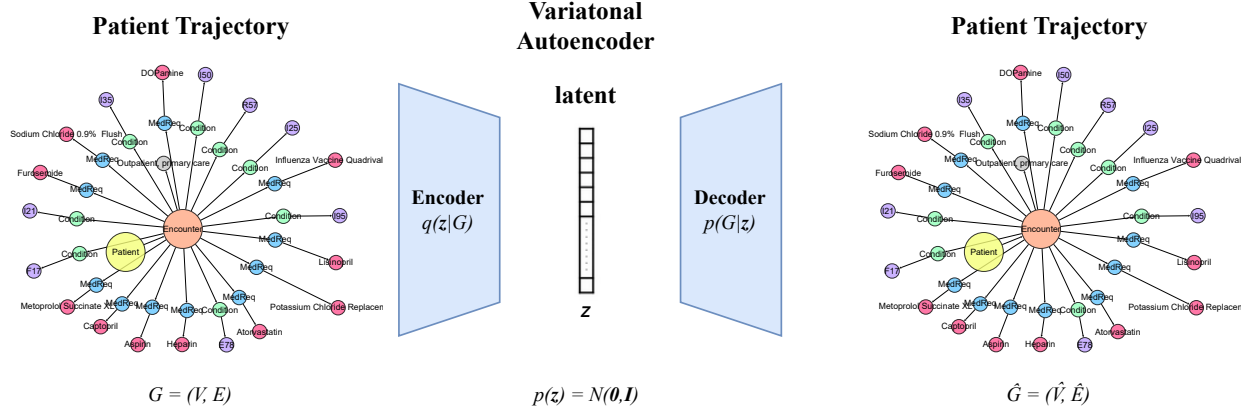 Patient Trajectory
DOPamine
I50
I35
R57
MedReq
Condition
I25
Sodium Chloride 0.9% Flush
Condition
Condition
MedReq
Outpatient, primary care
Condition
Influenza Vaccine Quadrival
Furosemide
MedReq
MedReq
I21
Condition
Condition
I95
Encounter
Condition
Patient
MedReq
F17
MedReq
MedReq
Lisinopril
Metoprolol Succinate XL
MedReq
MedReq
MedReq
Condition
MedReq
Potassium Chloride Replacem
Captopril
Atorvastatin
Aspirin
Heparin
E78
G = (V, E)
Variatonal
Autoencoder
latent
Encoder
q(z|G)
z
Decoder
p(G|z)
p(z) = N(0,I)
Patient Trajectory
DOPamine
I50
I35
R57
MedReq
Condition
I25
Sodium Chloride 0.9% Flush
Condition
Condition
MedReq
Outpatient, primary care
Condition
Influenza Vaccine Quadrival
Furosemide
MedReq
MedReq
I21
Condition
Condition
I95
Encounter
Condition
Patient
MedReq
F17
MedReq
MedReq
Lisinopril
Metoprolol Succinate XL
MedReq
MedReq
MedReq
Condition
MedReq
Potassium Chloride Replacem
Captopril
Atorvastatin
Aspirin
Heparin
E78
Ĝ = (V̂, Ê)